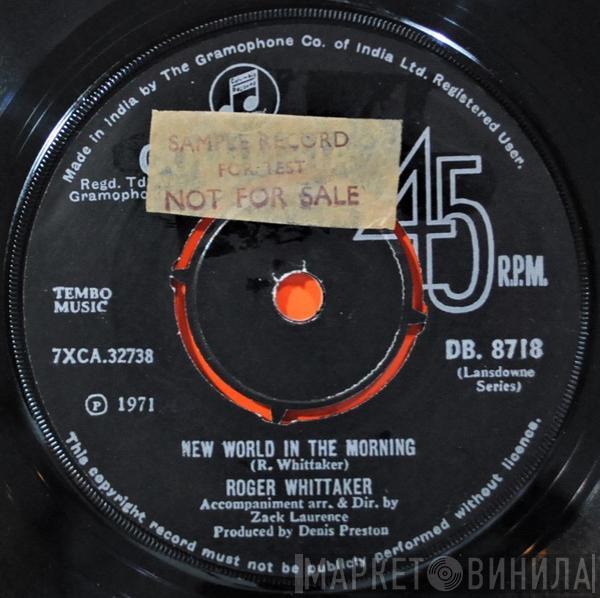 Made in India by The Gramophone Co. of India Ltd. Registered User.
SAMPLE RECORD
FOR TEST
NOT FOR SALE
Regd. Td
Gramopho
45
R.P.M.
TEMBO
MUSIC
7XCA.32738
DB. 8718
(Lansdowne
Series)
Ⓟ 1971
NEW WORLD IN THE MORNING
(R. Whittaker)
ROGER WHITTAKER
Accompaniment arr. & Dir. by
Zack Laurence
Produced by Denis Preston
This copyright record must not be publicly performed without licence.
МАРКЕТ ВИНИЛА